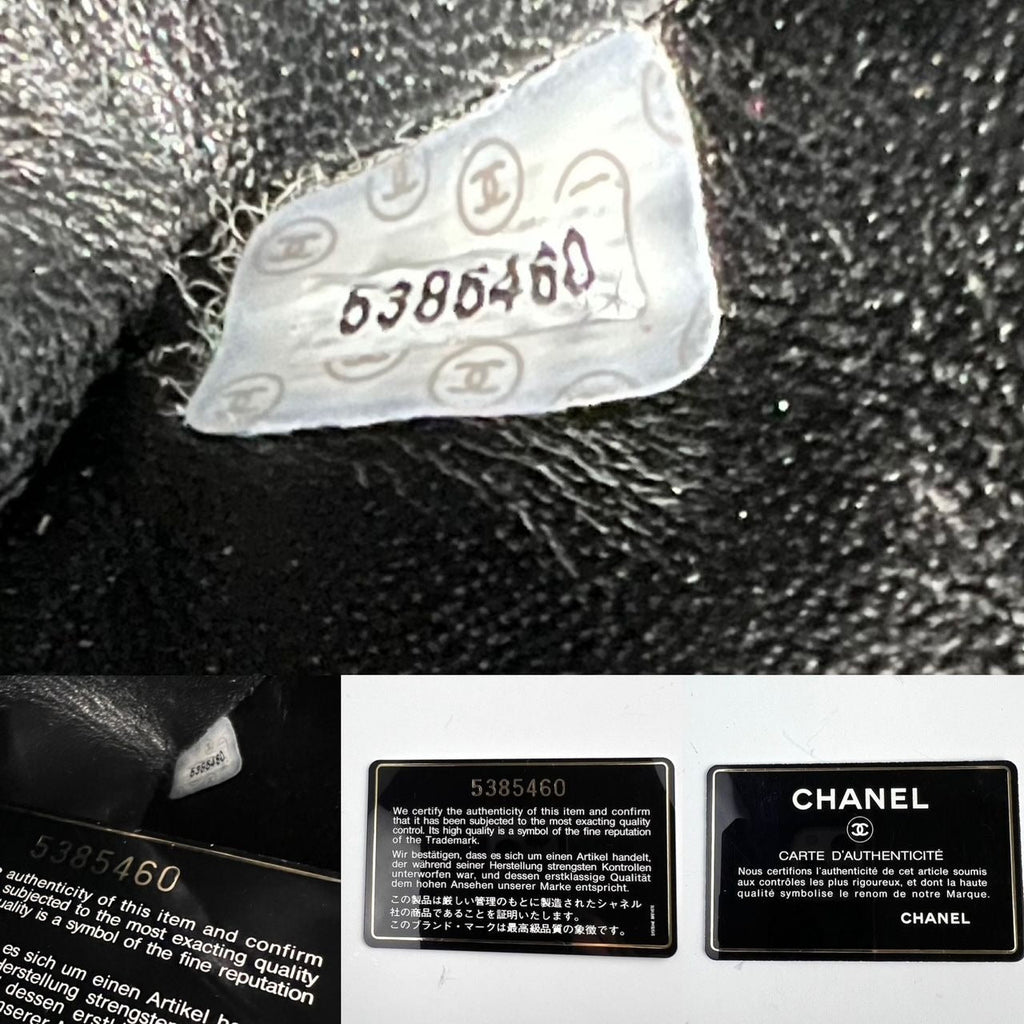 5385460
5385460
5385460
authenticity of this item and confirm
subjected to the most exacting quality
is a symbol of the fine reputation
es sich um einen Artikel
strengsten
dessen
5385460
We certify the authenticity of this item and confirm
that it has been subjected to the most exacting quality
control. Its high quality is a symbol of the fine reputation
of the Trademark.
Wir bestätigen, dass es sich um einen Artikel handelt,
der während seiner Herstellung strengsten Kontrollen
unterworfen war, und dessen erstklassige Qualität
dem hohen Ansehen unserer Marke entspricht.
この製品は厳しい管理のもとに製造されたシャネル
社の商品であることを証明いたします。
このブランド・マークは最高級品質の象徴です。
CHANEL
CARTE D'AUTHENTICITÉ
Nous certifions l'authenticité de cet article soumis
aux contrôles les plus rigoureux, et dont la haute
qualité symbolise le renom de notre Marque.
CHANEL